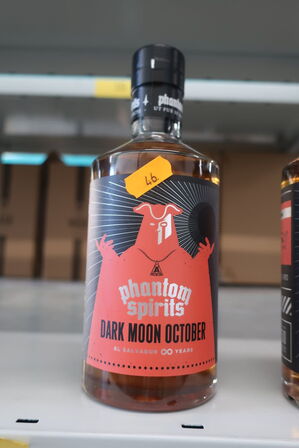 phantom
46.
phantom
spirits
DARK MOON OCTOBER
EL SALVADOR ∞ YEARS